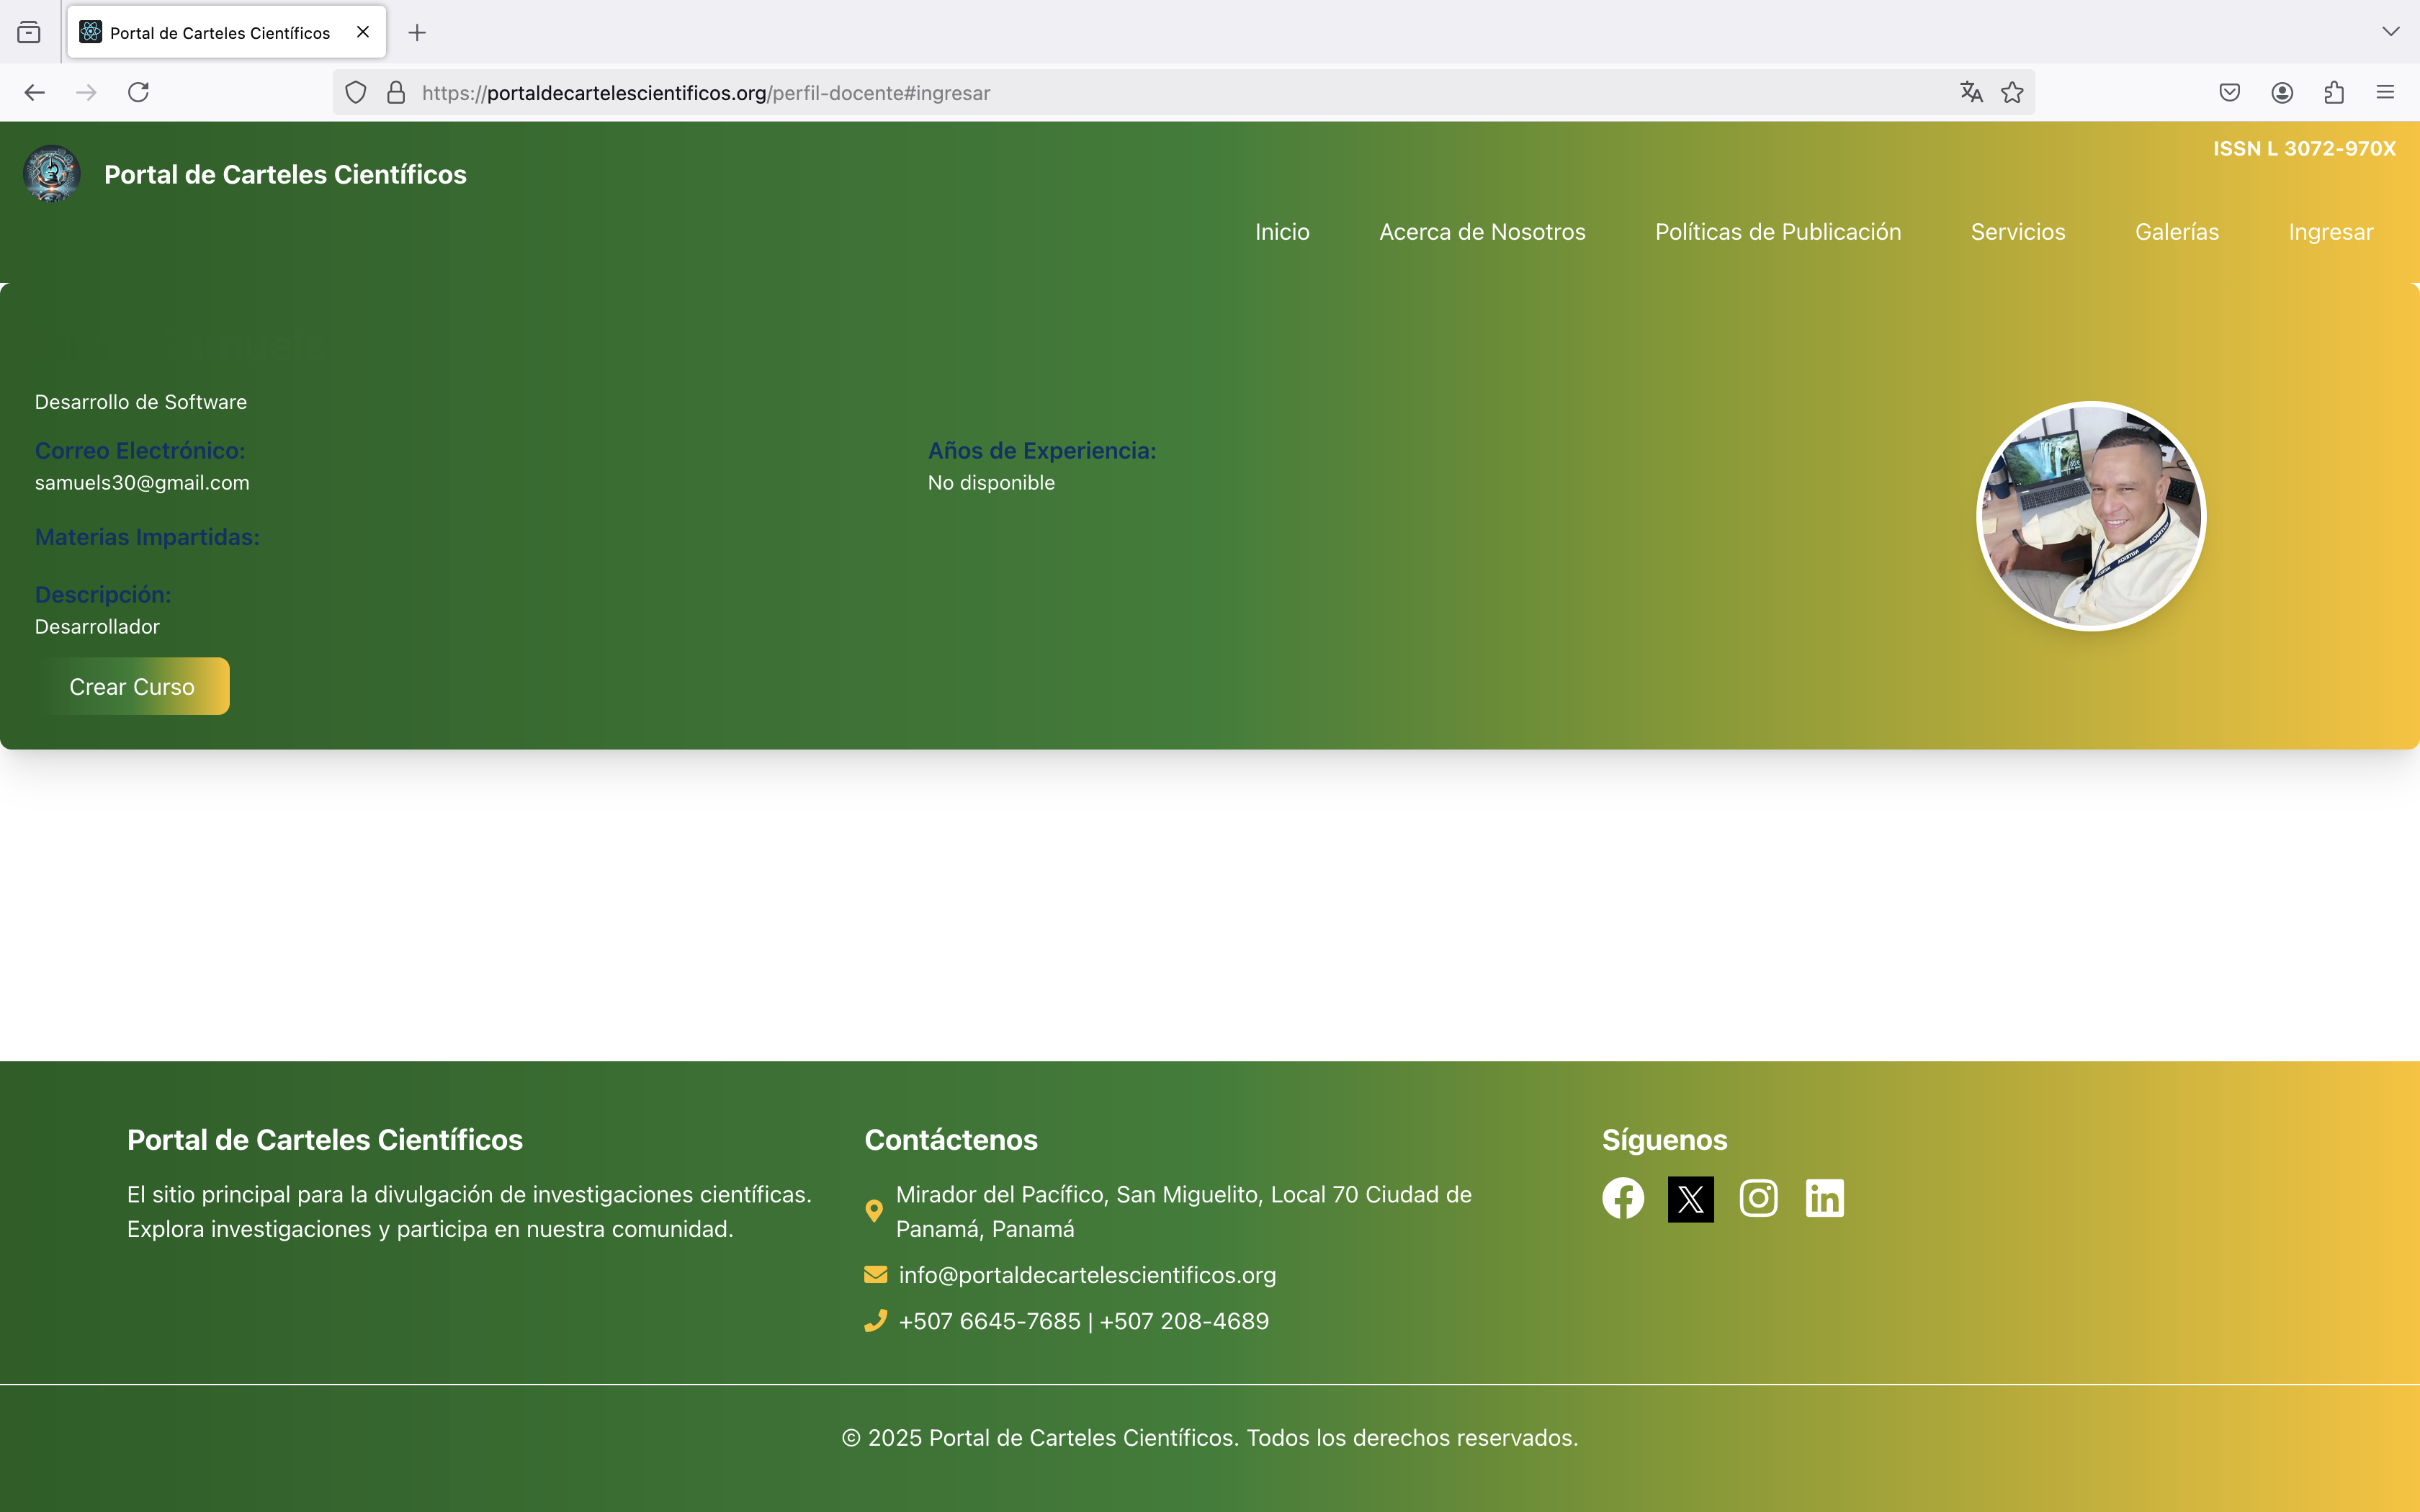 Portal de Carteles Científicos
https://portaldecartelescientificos.org/perfil-docente#ingresar
ISSN L 3072-970X
Portal de Carteles Científicos
Inicio Acerca de Nosotros Políticas de Publicación Servicios Galerías Ingresar
Desarrollo de Software
Correo Electrónico: Años de Experiencia:
samuels30@gmail.com No disponible
Materias Impartidas:
Descripción:
Desarrollador
Crear Curso
Portal de Carteles Científicos
El sitio principal para la divulgación de investigaciones científicas.
Explora investigaciones y participa en nuestra comunidad.
Contáctenos
Mirador del Pacífico, San Miguelito, Local 70 Ciudad de
Panamá, Panamá
info@portaldecartelescientificos.org
+507 6645-7685 | +507 208-4689
Síguenos
© 2025 Portal de Carteles Científicos. Todos los derechos reservados.